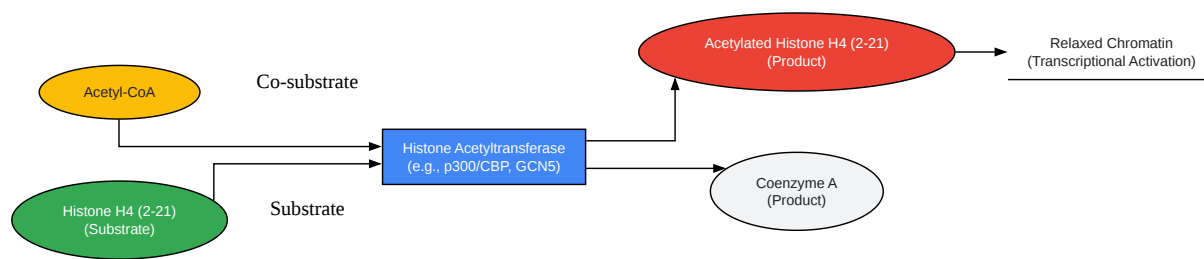 Acetyl-CoA
Co-substrate
Histone H4 (2-21)
(Substrate)
Substrate
Histone Acetyltransferase
(e.g., p300/CBP, GCN5)
Acetylated Histone H4 (2-21)
(Product)
Coenzyme A
(Product)
Relaxed Chromatin
(Transcriptional Activation)